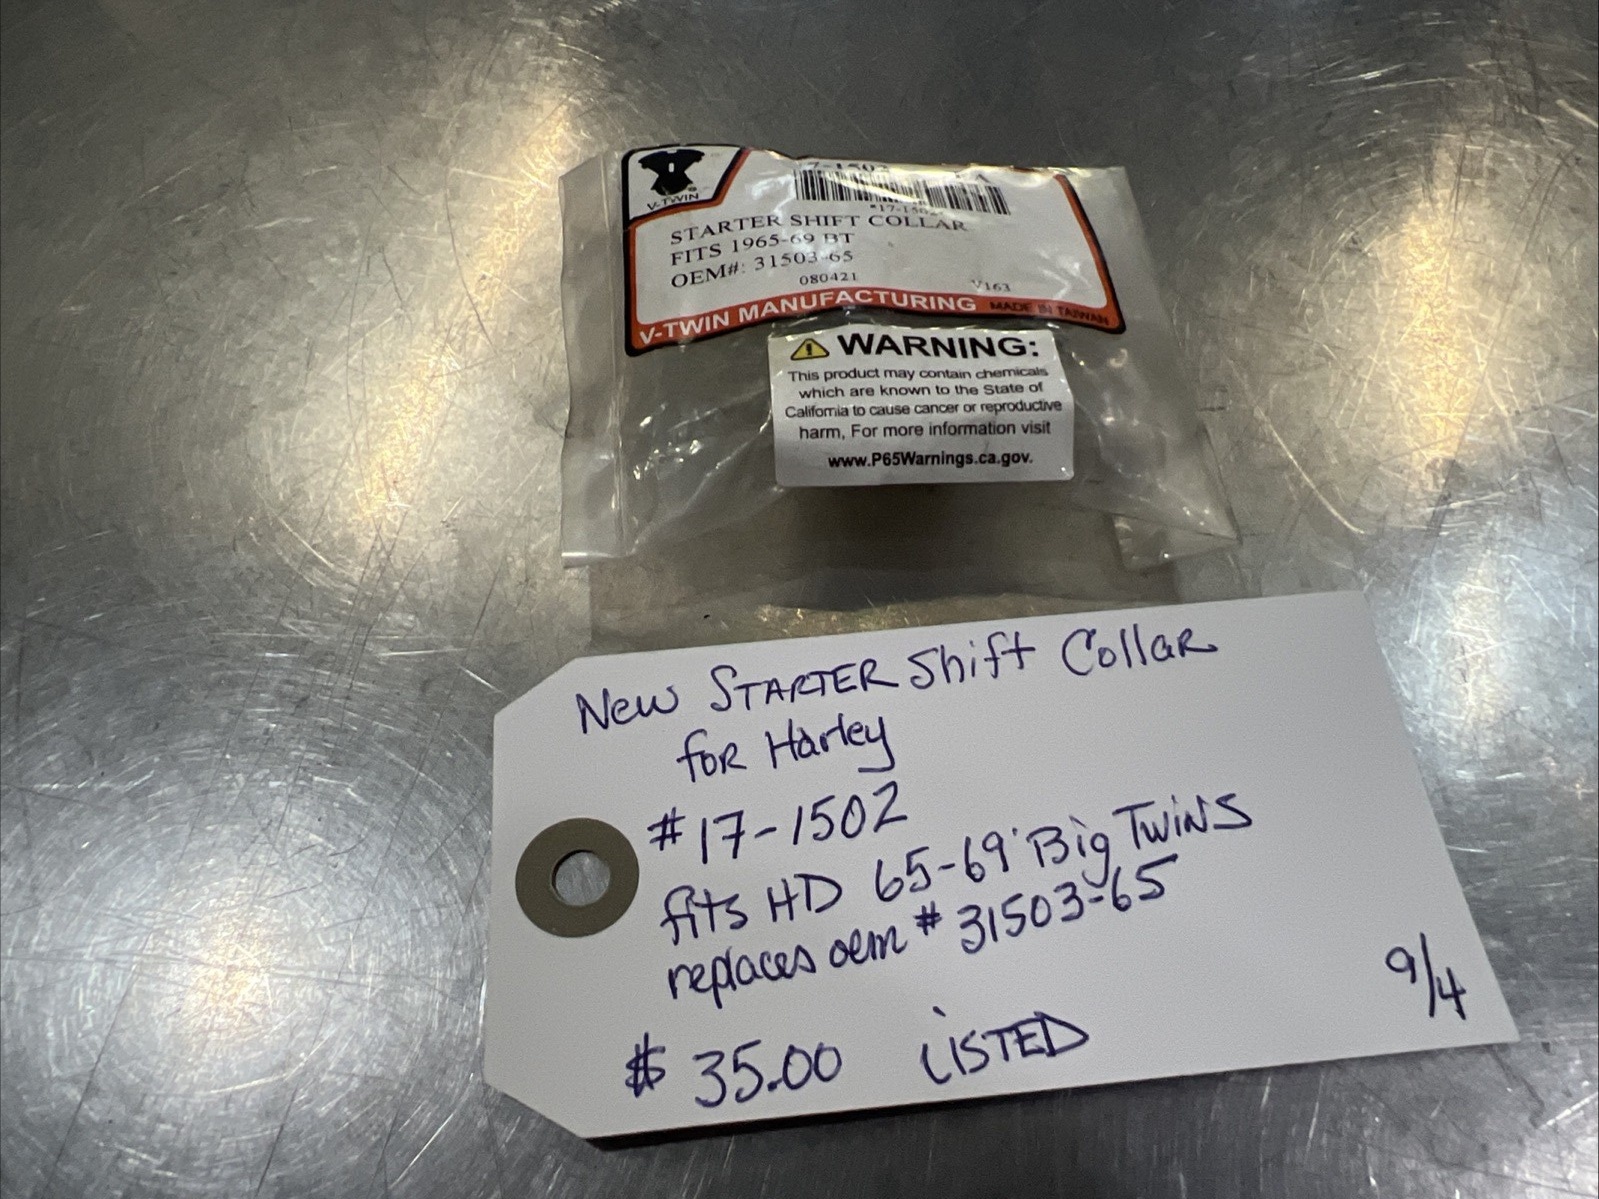 V-TWIN
*17-1502
STARTER SHIFT COLLAR
FITS 1965-69 BT
OEM#: 31503-65
080421
V163
V-TWIN MANUFACTURING MADE IN TAIWAN
WARNING:
This product may contain chemicals
which are known to the State of
California to cause cancer or reproductive
harm, For more information visit
www.P65Warnings.ca.gov.
New STARTER Shift Collar
for Harley
#17-1502
fits HD 65-69 Big Twins
replaces oem # 31503-65
9/4
$ 35.00 LISTED